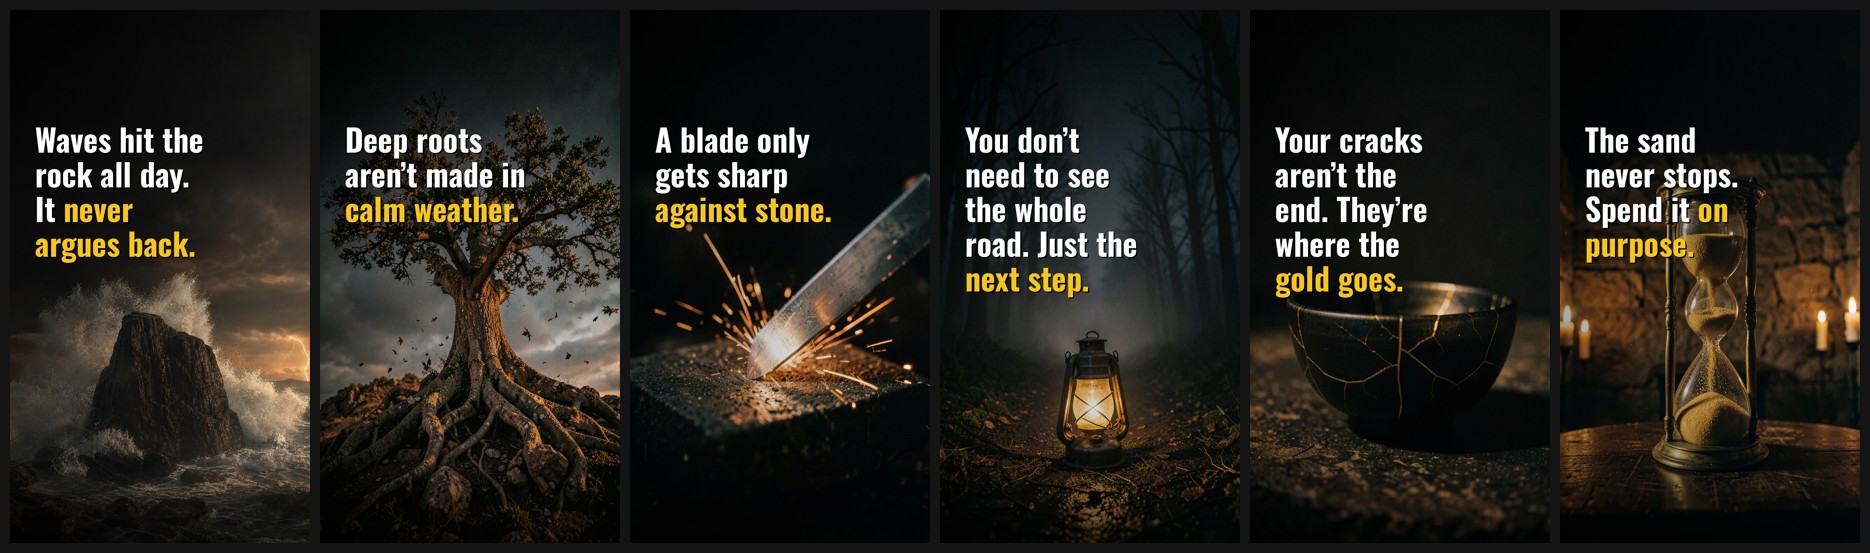 Waves hit the
rock all day.
It never
argues back.
Deep roots
aren’t made in
calm weather.
A blade only
gets sharp
against stone.
You don’t
need to see
the whole
road. Just the
next step.
Your cracks
aren’t the
end. They’re
where the
gold goes.
The sand
never stops.
Spend it on
purpose.